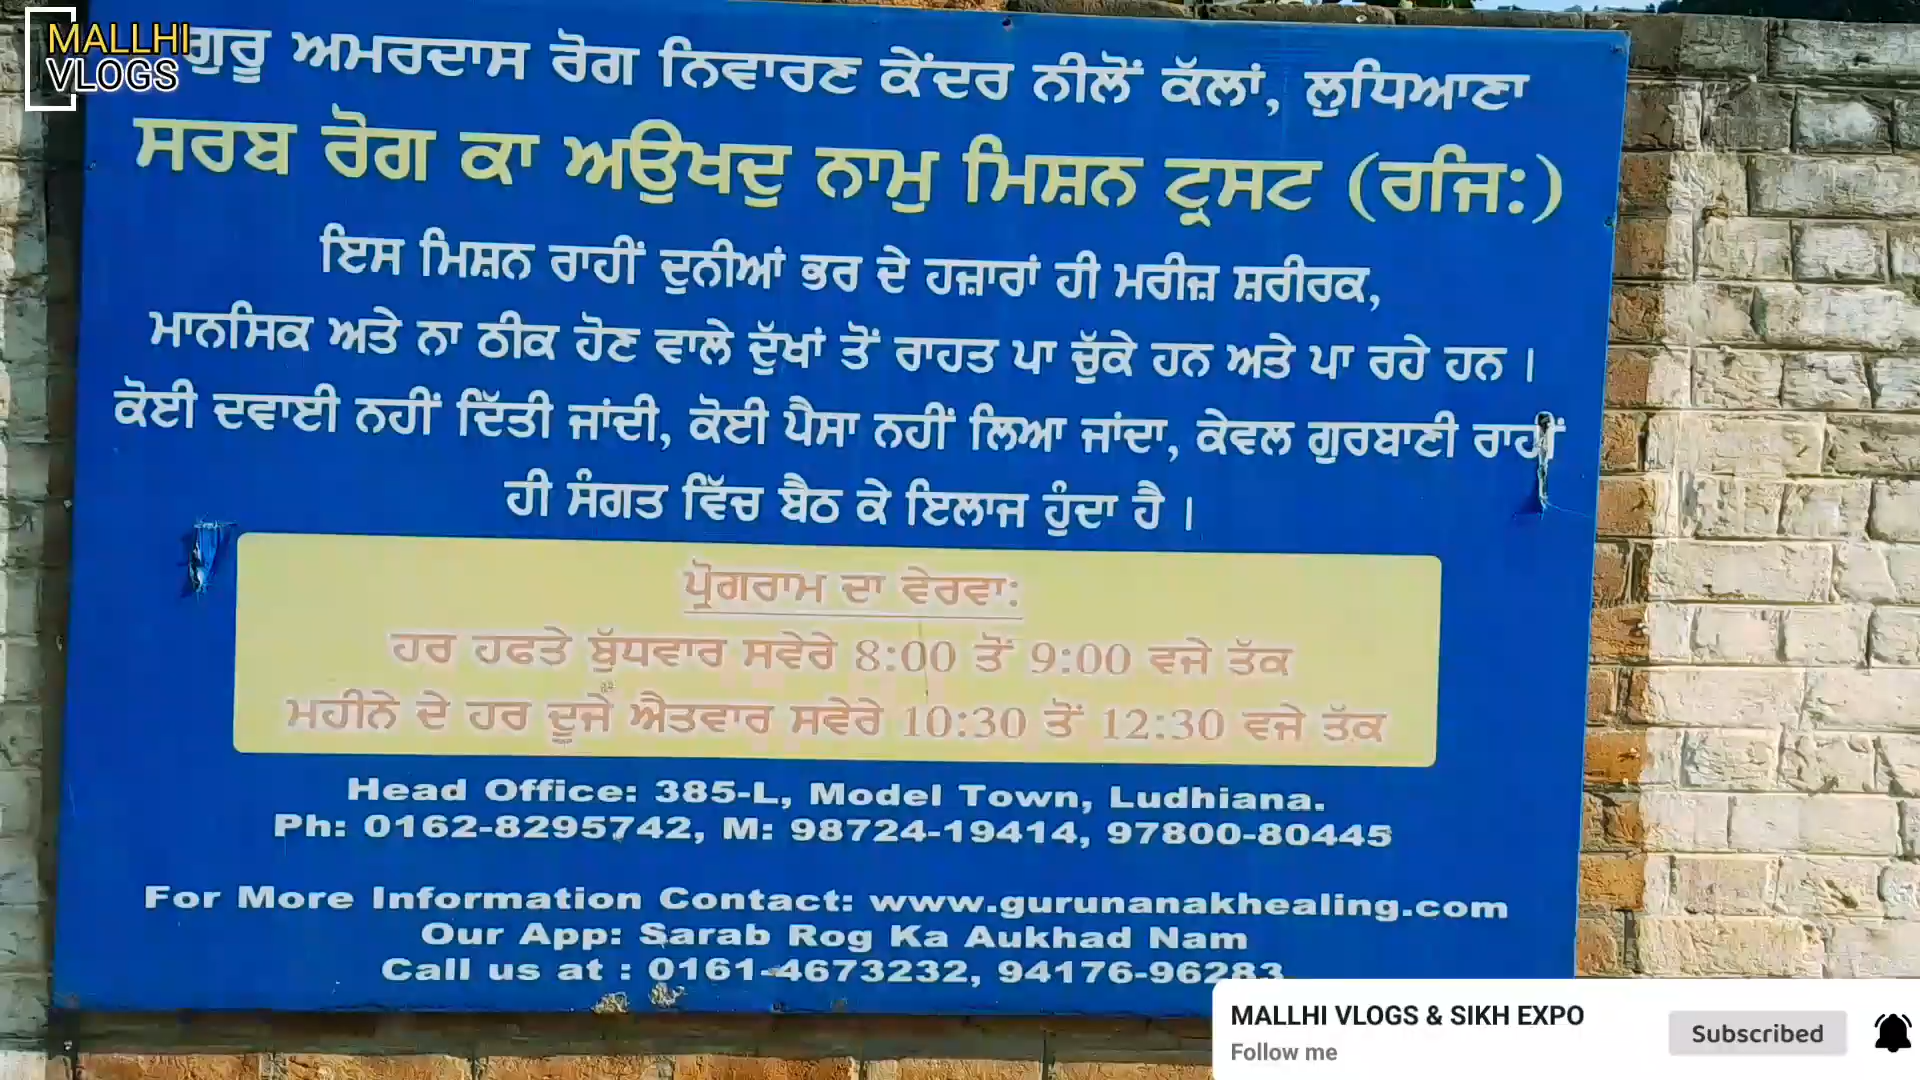 MALLHI
VLOGS
ਗੁਰੂ ਅਮਰਦਾਸ ਰੋਗ ਨਿਵਾਰਣ ਕੇਂਦਰ ਨੀਲੋਂ ਕੱਲਾਂ, ਲੁਧਿਆਣਾ
ਸਰਬ ਰੋਗ ਕਾ ਅਉਖਦੁ ਨਾਮੁ ਮਿਸ਼ਨ ਟ੍ਰਸਟ (ਰਜਿ:)
ਇਸ ਮਿਸ਼ਨ ਰਾਹੀਂ ਦੁਨੀਆਂ ਭਰ ਦੇ ਹਜ਼ਾਰਾਂ ਹੀ ਮਰੀਜ਼ ਸ਼ਰੀਰਕ,
ਮਾਨਸਿਕ ਅਤੇ ਨਾ ਠੀਕ ਹੋਣ ਵਾਲੇ ਦੁੱਖਾਂ ਤੋਂ ਰਾਹਤ ਪਾ ਚੁੱਕੇ ਹਨ ਅਤੇ ਪਾ ਰਹੇ ਹਨ ।
ਕੋਈ ਦਵਾਈ ਨਹੀਂ ਦਿੱਤੀ ਜਾਂਦੀ, ਕੋਈ ਪੈਸਾ ਨਹੀਂ ਲਿਆ ਜਾਂਦਾ, ਕੇਵਲ ਗੁਰਬਾਣੀ ਰਾਹੀਂ
ਹੀ ਸੰਗਤ ਵਿੱਚ ਬੈਠ ਕੇ ਇਲਾਜ ਹੁੰਦਾ ਹੈ ।
ਪ੍ਰੋਗਰਾਮ ਦਾ ਵੇਰਵਾ:
ਹਰ ਹਫਤੇ ਬੁੱਧਵਾਰ ਸਵੇਰੇ 8:00 ਤੋਂ 9:00 ਵਜੇ ਤੱਕ
ਮਹੀਨੇ ਦੇ ਹਰ ਦੂਜੇ ਐਤਵਾਰ ਸਵੇਰੇ 10:30 ਤੋਂ 12:30 ਵਜੇ ਤੱਕ
Head Office: 385-L, Model Town, Ludhiana.
Ph: 0162-8295742, M: 98724-19414, 97800-80445
For More Information Contact: www.gurunanakhealing.com
Our App: Sarab Rog Ka Aukhad Nam
Call us at : 0161-4673232, 94176-96283
MALLHI VLOGS & SIKH EXPO
Follow me
Subscribed